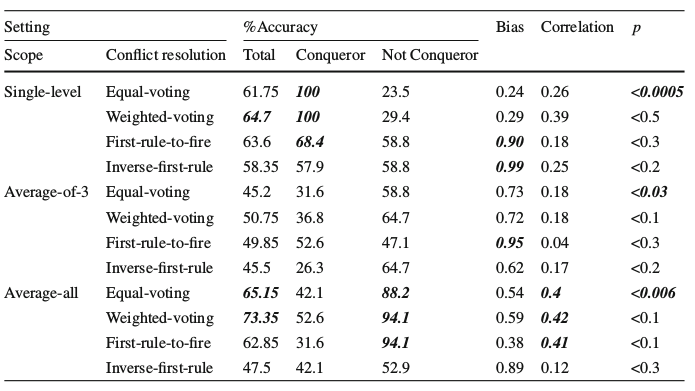 Setting %Accuracy Bias Correlation p
Scope Conflict resolution Total Conqueror Not Conqueror
Single-level Equal-voting 61.75 100 23.5 0.24 0.26 <0.0005
Weighted-voting 64.7 100 29.4 0.29 0.39 <0.5
First-rule-to-fire 63.6 68.4 58.8 0.90 0.18 <0.3
Inverse-first-rule 58.35 57.9 58.8 0.99 0.25 <0.2
Average-of-3 Equal-voting 45.2 31.6 58.8 0.73 0.18 <0.03
Weighted-voting 50.75 36.8 64.7 0.72 0.18 <0.1
First-rule-to-fire 49.85 52.6 47.1 0.95 0.04 <0.3
Inverse-first-rule 45.5 26.3 64.7 0.62 0.17 <0.2
Average-all Equal-voting 65.15 42.1 88.2 0.54 0.4 <0.006
Weighted-voting 73.35 52.6 94.1 0.59 0.42 <0.1
First-rule-to-fire 62.85 31.6 94.1 0.38 0.41 <0.1
Inverse-first-rule 47.5 42.1 52.9 0.89 0.12 <0.3